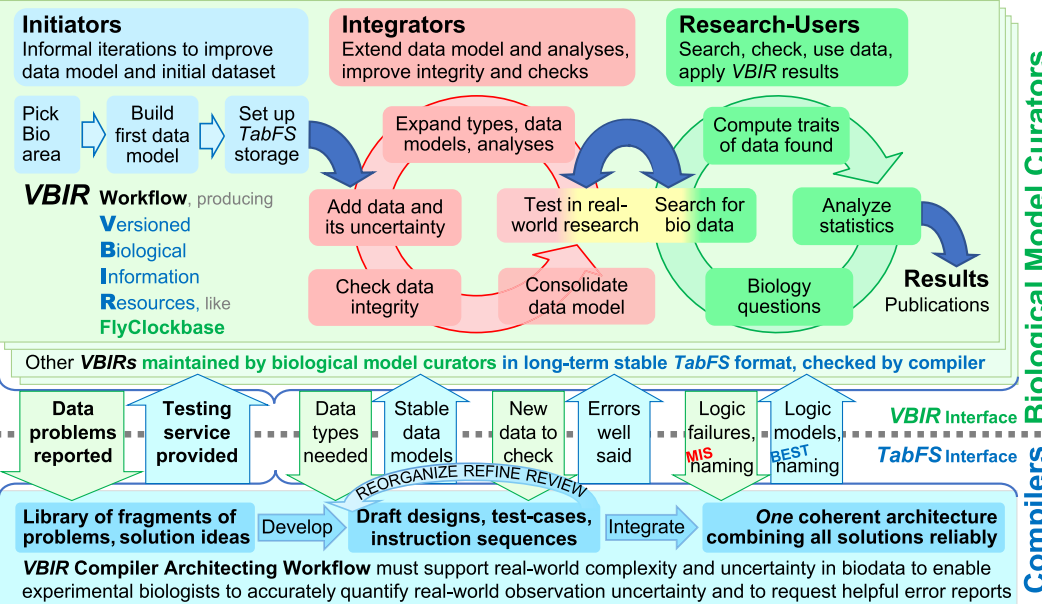 Initiators
Informal iterations to improve
data model and initial dataset
Integrators
Extend data model and analyses,
improve integrity and checks
Research-Users
Search, check, use data,
apply VBIR results
Pick
Bio
area
Build
first data
model
Set up
TabFS
storage
Expand types, data
models, analyses
Add data and
its uncertainty
Check data
integrity
Test in real-
world research
Consolidate
data model
Search for
bio data
Compute traits
of data found
Analyze
statistics
Biology
questions
Results
Publications
VBIR Workflow, producing
Versioned
Biological
Information
Resources, like
FlyClockbase
Other VBIRs maintained by biological model curators in long-term stable TabFS format, checked by compiler
Biological Model Curators
Data
problems
reported
Testing
service
provided
Data
types
needed
Stable
data
models
New
data to
check
Errors
well
said
Logic
failures,
MIS
naming
Logic
models,
BEST
naming
VBIR Interface
TabFS Interface
Compilers
REORGANIZE REFINE REVIEW
Library of fragments of
problems, solution ideas
Develop
Draft designs, test-cases,
instruction sequences
Integrate
One coherent architecture
combining all solutions reliably
VBIR Compiler Architecting Workflow must support real-world complexity and uncertainty in biodata to enable
experimental biologists to accurately quantify real-world observation uncertainty and to request helpful error reports